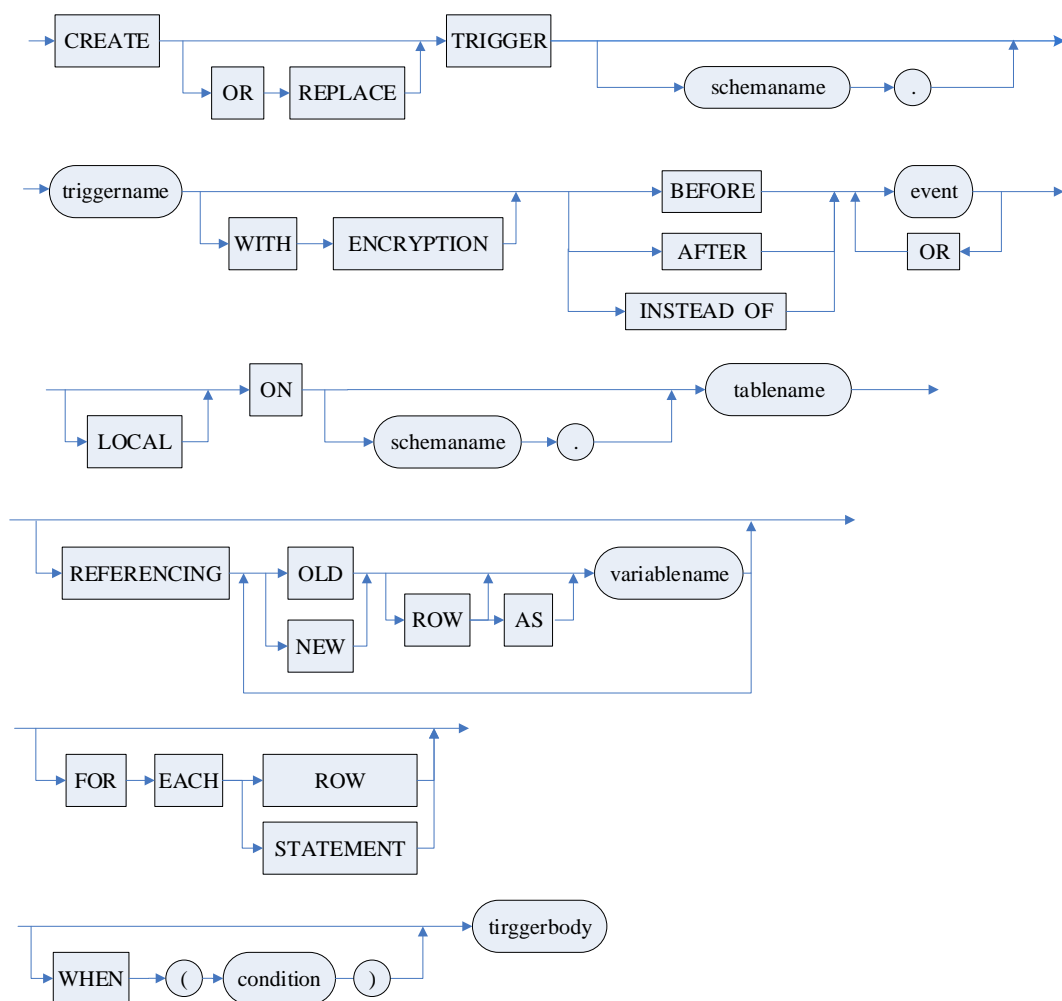 CREATE TRIGGER
OR REPLACE schemaname .
triggername BEFORE event
WITH ENCRYPTION AFTER OR
INSTEAD OF
ON tablename
LOCAL schemaname .
REFERENCING OLD variablename
ROW AS
NEW
FOR EACH ROW
STATEMENT
tirggerbody
WHEN ( condition )